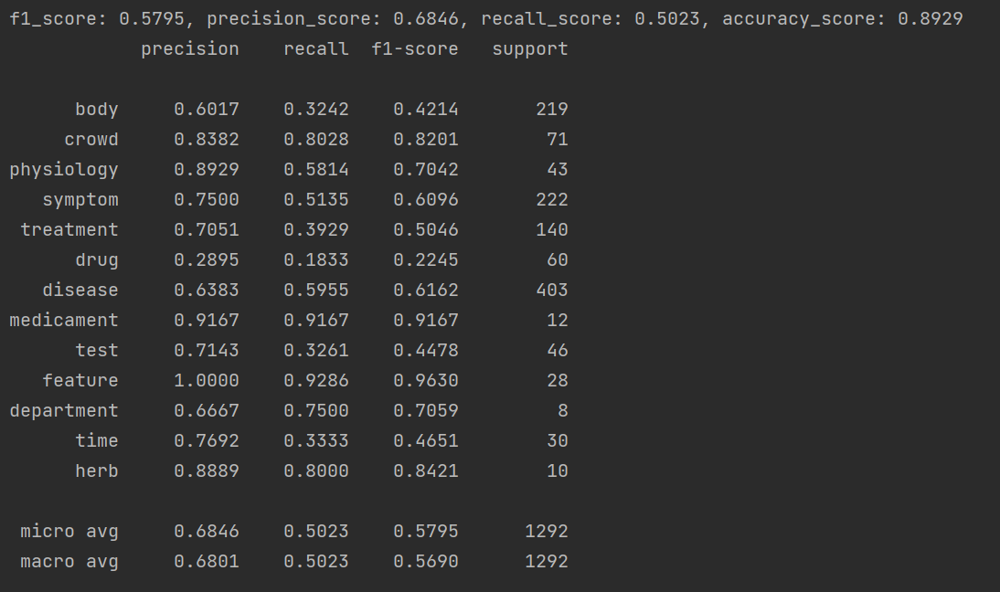 f1_score: 0.5795, precision_score: 0.6846, recall_score: 0.5023, accuracy_score: 0.8929
precision recall f1-score support
body 0.6017 0.3242 0.4214 219
crowd 0.8382 0.8028 0.8201 71
physiology 0.8929 0.5814 0.7042 43
symptom 0.7500 0.5135 0.6096 222
treatment 0.7051 0.3929 0.5046 140
drug 0.2895 0.1833 0.2245 60
disease 0.6383 0.5955 0.6162 403
medicament 0.9167 0.9167 0.9167 12
test 0.7143 0.3261 0.4478 46
feature 1.0000 0.9286 0.9630 28
department 0.6667 0.7500 0.7059 8
time 0.7692 0.3333 0.4651 30
herb 0.8889 0.8000 0.8421 10
micro avg 0.6846 0.5023 0.5795 1292
macro avg 0.6801 0.5023 0.5690 1292